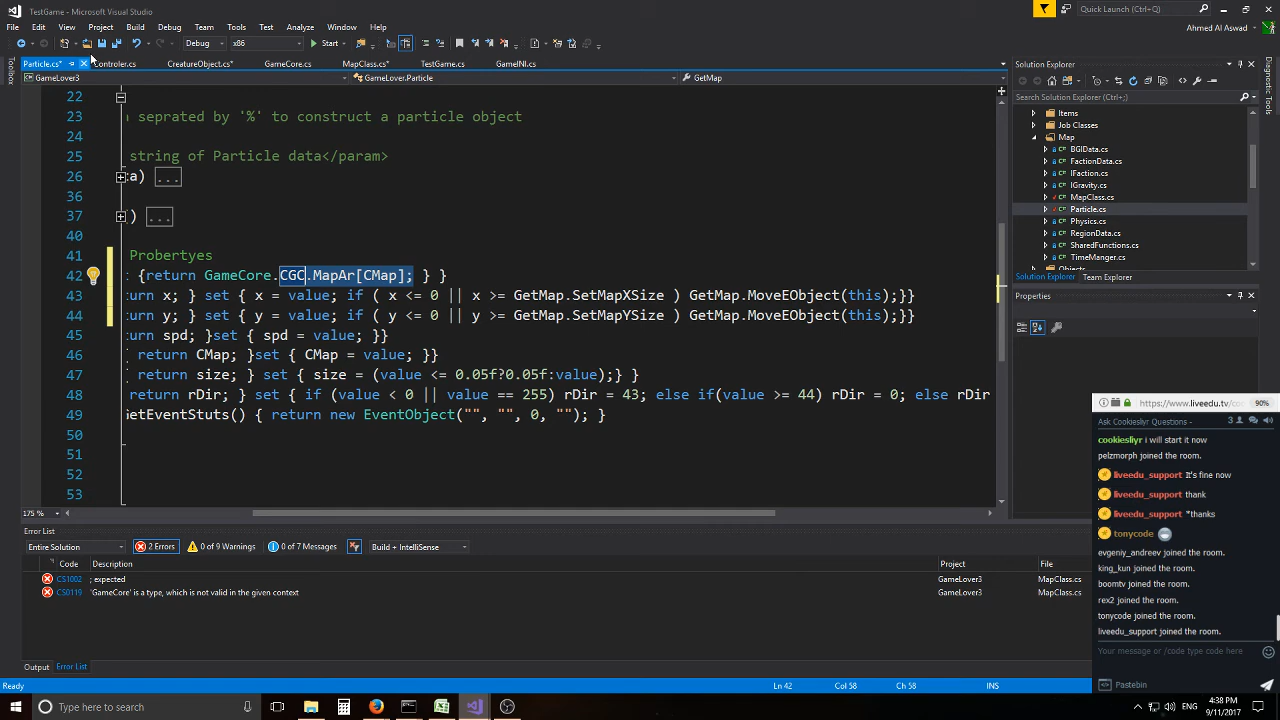 TestGame - Microsoft Visual Studio
Quick Launch (Ctrl+;)
File Edit View Project Build Debug Team Tools Test Analyze Window Help
Ahmed Al Aswad
Debug x86 Start
Particle.cs* Controler.cs CreatureObject.cs* GameCore.cs MapClass.cs* TestGame.cs GameINI.cs
GameLover3 GameLover.Particle GetMap
Toolbox
22
23 seprated by '%' to construct a particle object
24
25 string of Particle data</param>
26 a) ...
36
37 ) ...
40
41 Probertyes
42 {return GameCore.CGC.MapAr[CMap]; } }
43 urn x; } set { x = value; if ( x <= 0 || x >= GetMap.SetMapXSize ) GetMap.MoveEObject(this);}}
44 urn y; } set { y = value; if ( y <= 0 || y >= GetMap.SetMapYSize ) GetMap.MoveEObject(this);}}
45 urn spd; }set { spd = value; }}
46 return CMap; }set { CMap = value; }}
47 return size; } set { size = (value <= 0.05f?0.05f:value);} }
48 return rDir; } set { if (value < 0 || value == 255) rDir = 43; else if(value >= 44) rDir = 0; else rDir
49 GetEventStuts() { return new EventObject("", "", 0, ""); }
50
51
52
53
175 %
Solution Explorer
Search Solution Explorer (Ctrl+;)
Items
Job Classes
Map
BGIData.cs
FactionData.cs
IFaction.cs
IGravity.cs
MapClass.cs
Particle.cs
Physics.cs
RegionData.cs
SharedFunctions.cs
TimeManger.cs
Objects
Solution Explorer Team Explorer
Properties
Diagnostic Tools
Error List
Entire Solution 2 Errors 0 of 9 Warnings 0 of 7 Messages Build + IntelliSense
Code Description Project File
CS1002 ; expected GameLover3 MapClass.cs
CS0119 'GameCore' is a type, which is not valid in the given context GameLover3 MapClass.cs
Output Error List
Ready Ln 42 Col 58 Ch 58 INS
https://www.liveedu.tv/co 90%
Ask Cookiesliyr Questions - 3
cookiesliyr i will start it now
pelzmorph joined the room.
liveedu_support It's fine now
liveedu_support thank
liveedu_support *thanks
tonycode
evgeniy_andreev joined the room.
king_kun joined the room.
boomtv joined the room.
rex2 joined the room.
tonycode joined the room.
liveedu_support joined the room.
Your message or /code type code here
Pastebin
Type here to search
ENG 4:38 PM
9/11/2017